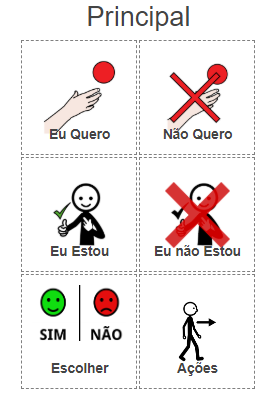 Principal
Eu Quero
Não Quero
Eu Estou
Eu não Estou
SIM
NÃO
Escolher
Ações